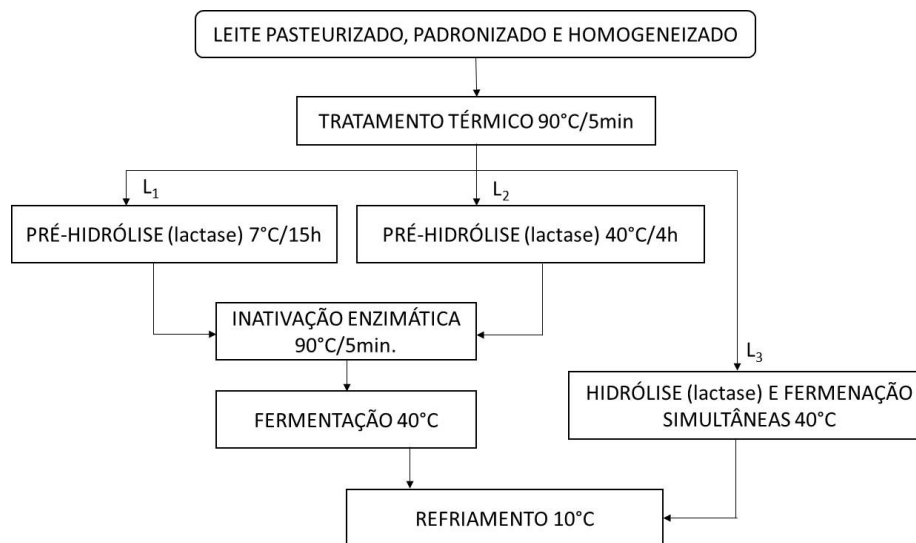 LEITE PASTEURIZADO, PADRONIZADO E HOMOGENEIZADO
TRATAMENTO TÉRMICO 90°C/5min
L1
L2
PRÉ-HIDRÓLISE (lactase) 7°C/15h
PRÉ-HIDRÓLISE (lactase) 40°C/4h
INATIVAÇÃO ENZIMÁTICA
90°C/5min.
L3
FERMENTAÇÃO 40°C
HIDRÓLISE (lactase) E FERMENAÇÃO
SIMULTÂNEAS 40°C
REFRIAMENTO 10°C